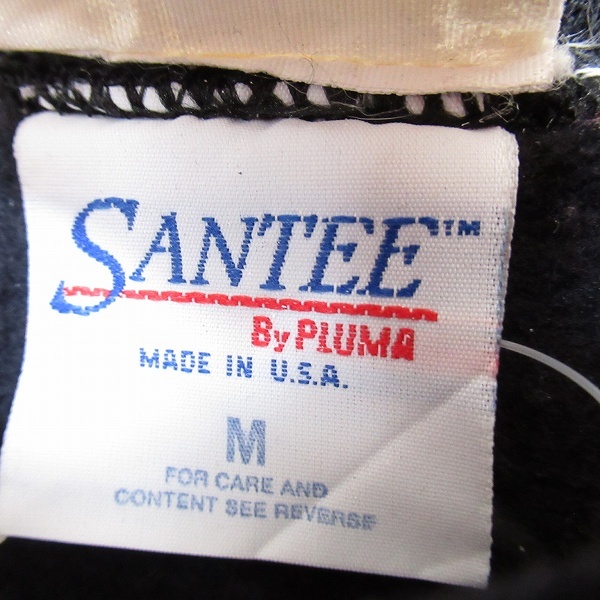 SANTEE™
By PLUMA
MADE IN U.S.A.
M
FOR CARE AND
CONTENT SEE REVERSE